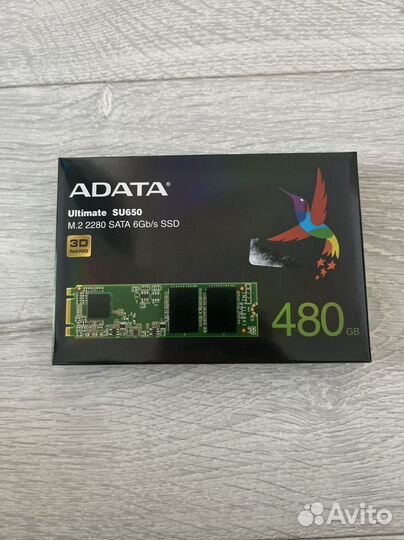 ADATA®
Ultimate SU650
M.2 2280 SATA 6Gb/s SSD
3D
NAND
480 GB
Avito